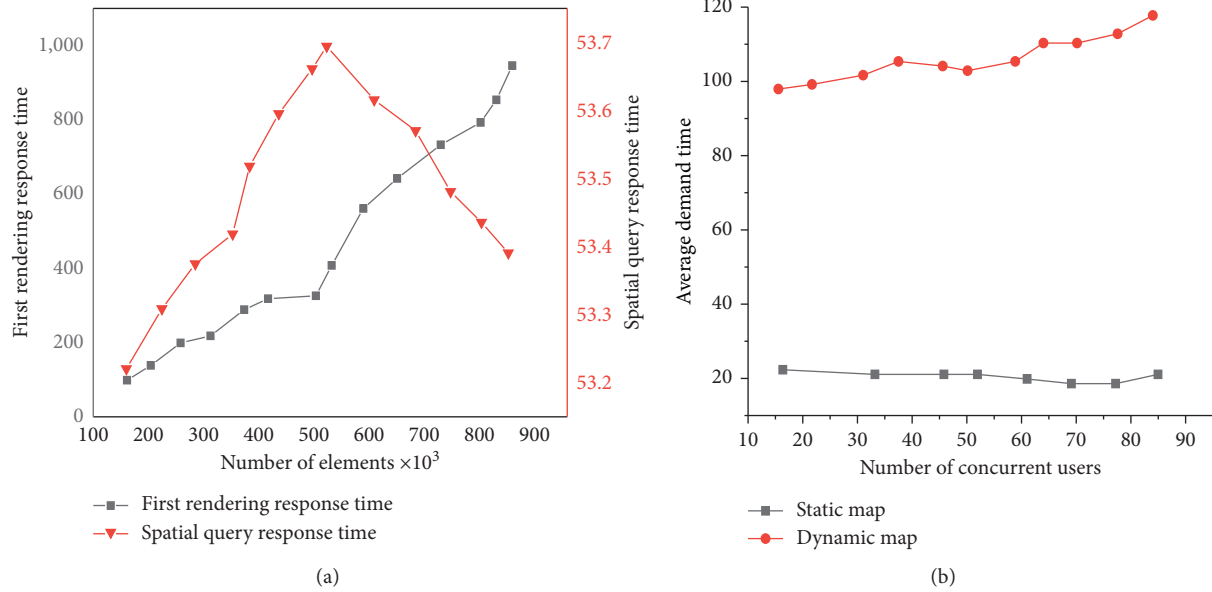 1,000
800
600
400
200
0
First rendering response time
53.7
53.6
53.5
53.4
53.3
53.2
Spatial query response time
100 200 300 400 500 600 700 800 900
Number of elements ×10³
First rendering response time
Spatial query response time
(a)
120
100
80
60
120
40
20
Average demand time
10 20 30 40 50 60 70 80 90
Number of concurrent users
Static map
Dynamic map
(b)